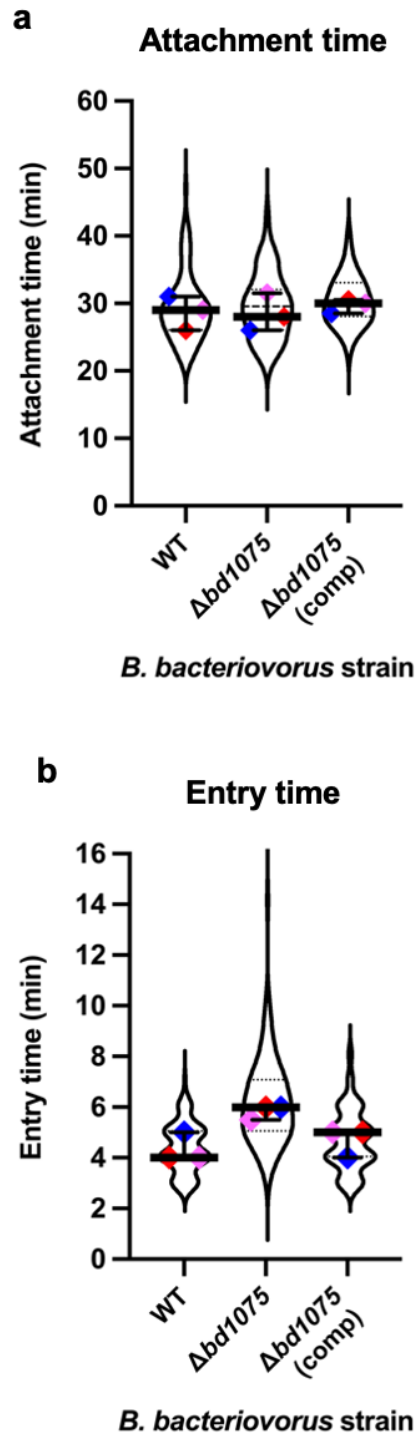 a
Attachment time
Attachment time (min)
60
50
40
30
20
10
0
WT
Δbd1075
Δbd1075
(comp)
B. bacteriovorus strain
b
Entry time
Entry time (min)
16
14
12
10
8
6
4
2
0
WT
Δbd1075
Δbd1075
(comp)
B. bacteriovorus strain